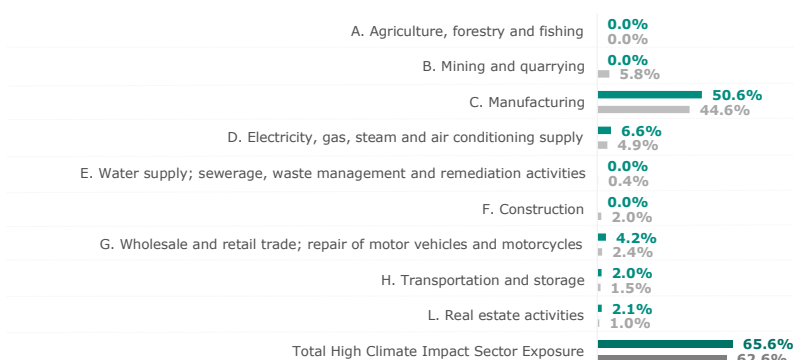 A. Agriculture, forestry and fishing
0.0%
0.0%
B. Mining and quarrying
0.0%
5.8%
C. Manufacturing
50.6%
44.6%
D. Electricity, gas, steam and air conditioning supply
6.6%
4.9%
E. Water supply; sewerage, waste management and remediation activities
0.0%
0.4%
F. Construction
0.0%
2.0%
G. Wholesale and retail trade; repair of motor vehicles and motorcycles
4.2%
2.4%
H. Transportation and storage
2.0%
1.5%
L. Real estate activities
2.1%
1.0%
Total High Climate Impact Sector Exposure
65.6%
62.6%